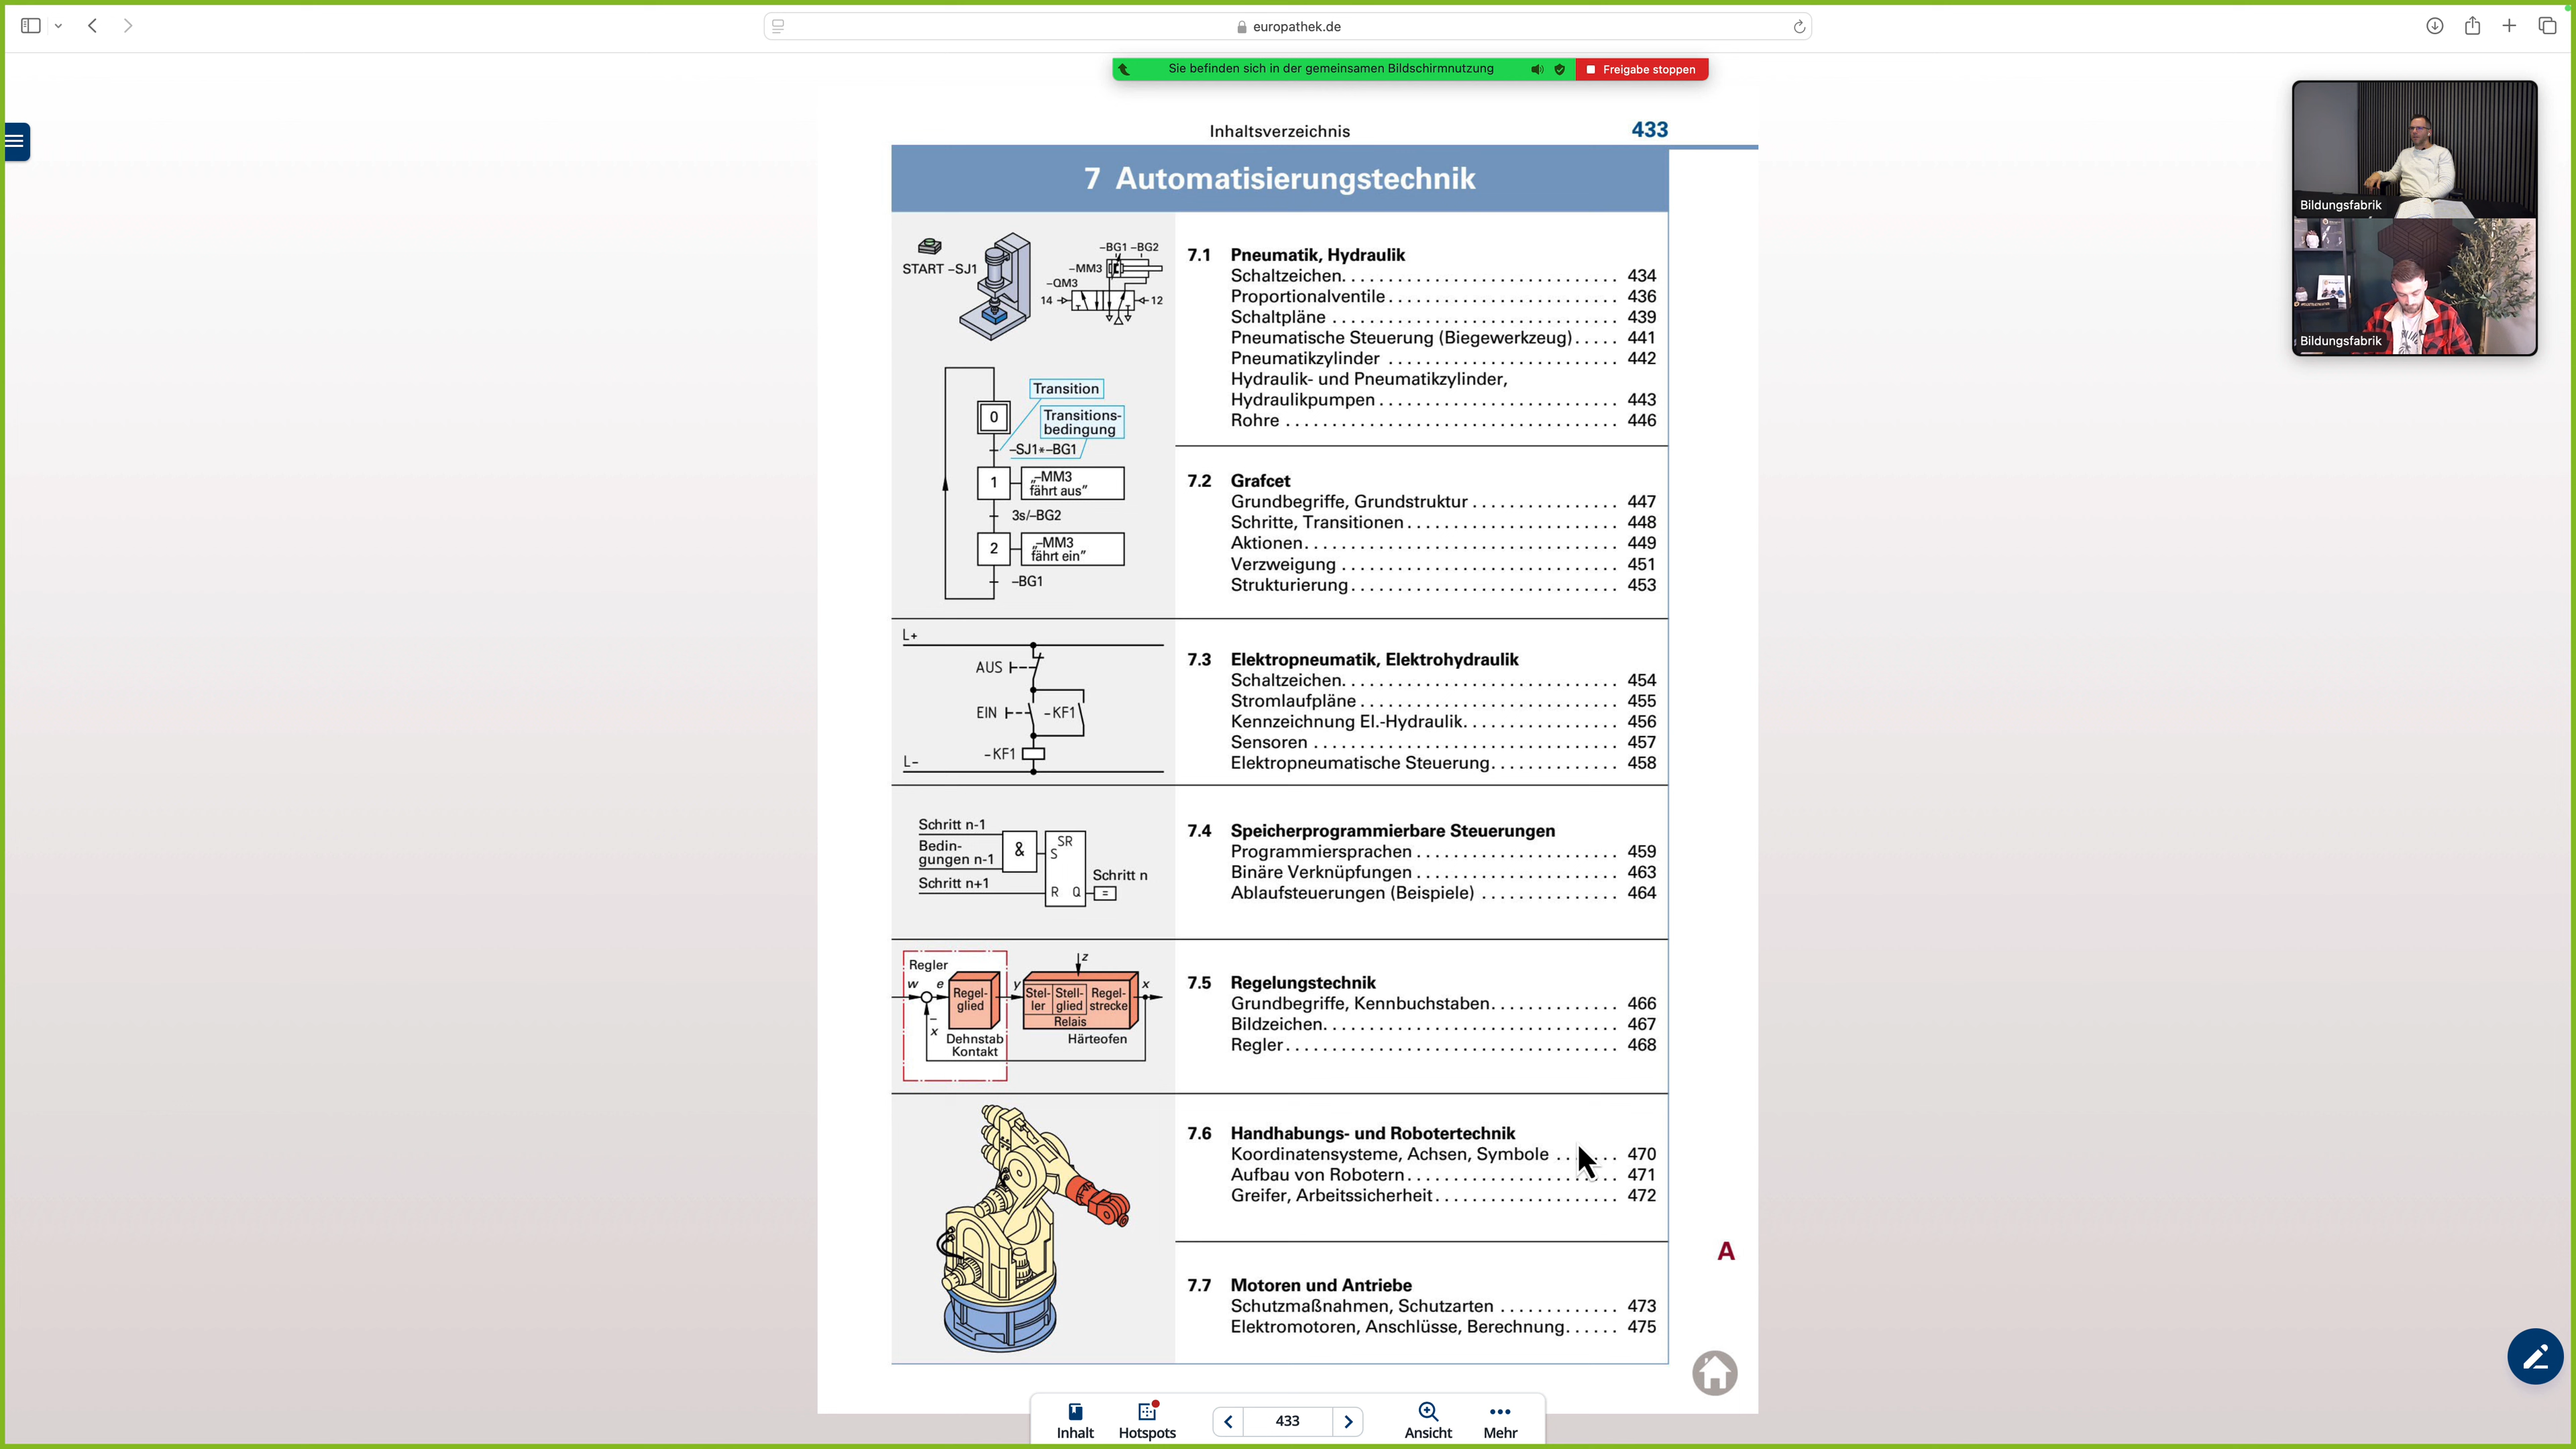 europathek.de
Sie befinden sich in der gemeinsamen Bildschirmnutzung
Freigabe stoppen
Bildungsfabrik
Bildungsfabrik
Inhaltsverzeichnis 433
7 Automatisierungstechnik
START –SJ1
–BG1 –BG2
–MM3
–QM3
14
12
Transition
0
Transitions-
bedingung
–SJ1*–BG1
1
„–MM3
fährt aus"
3s/–BG2
2
„–MM3
fährt ein"
–BG1
7.1 Pneumatik, Hydraulik
Schaltzeichen. . . . . . . . . . . . . . . . . . . . . . . . . . . . . . 434
Proportionalventile . . . . . . . . . . . . . . . . . . . . . . . . . 436
Schaltpläne . . . . . . . . . . . . . . . . . . . . . . . . . . . . . . . 439
Pneumatische Steuerung (Biegewerkzeug) . . . . . 441
Pneumatikzylinder . . . . . . . . . . . . . . . . . . . . . . . . . 442
Hydraulik- und Pneumatikzylinder,
Hydraulikpumpen . . . . . . . . . . . . . . . . . . . . . . . . . . 443
Rohre . . . . . . . . . . . . . . . . . . . . . . . . . . . . . . . . . . . . 446
7.2 Grafcet
Grundbegriffe, Grundstruktur . . . . . . . . . . . . . . . . . 447
Schritte, Transitionen . . . . . . . . . . . . . . . . . . . . . . . 448
Aktionen. . . . . . . . . . . . . . . . . . . . . . . . . . . . . . . . . . 449
Verzweigung . . . . . . . . . . . . . . . . . . . . . . . . . . . . . . 451
Strukturierung . . . . . . . . . . . . . . . . . . . . . . . . . . . . . 453
L+
AUS
EIN
–KF1
–KF1
L–
7.3 Elektropneumatik, Elektrohydraulik
Schaltzeichen. . . . . . . . . . . . . . . . . . . . . . . . . . . . . . 454
Stromlaufpläne . . . . . . . . . . . . . . . . . . . . . . . . . . . . 455
Kennzeichnung El.-Hydraulik. . . . . . . . . . . . . . . . . . 456
Sensoren . . . . . . . . . . . . . . . . . . . . . . . . . . . . . . . . . 457
Elektropneumatische Steuerung. . . . . . . . . . . . . . . 458
Schritt n-1
Bedin-
gungen n-1
Schritt n+1
&
SR
S
R Q
Schritt n
=
7.4 Speicherprogrammierbare Steuerungen
Programmiersprachen . . . . . . . . . . . . . . . . . . . . . . 459
Binäre Verknüpfungen . . . . . . . . . . . . . . . . . . . . . . 463
Ablaufsteuerungen (Beispiele) . . . . . . . . . . . . . . . . 464
Regler
w e
Regel-
glied
–
x
Dehnstab
Kontakt
y
z
Stel-
ler
Stell-
glied
Regel-
strecke
Relais
x
Härteofen
7.5 Regelungstechnik
Grundbegriffe, Kennbuchstaben. . . . . . . . . . . . . . . 466
Bildzeichen. . . . . . . . . . . . . . . . . . . . . . . . . . . . . . . . 467
Regler . . . . . . . . . . . . . . . . . . . . . . . . . . . . . . . . . . . . 468
7.6 Handhabungs- und Robotertechnik
Koordinatensysteme, Achsen, Symbole . . . . . . . 470
Aufbau von Robotern . . . . . . . . . . . . . . . . . . . . . . . 471
Greifer, Arbeitssicherheit . . . . . . . . . . . . . . . . . . . . 472
A
7.7 Motoren und Antriebe
Schutzmaßnahmen, Schutzarten . . . . . . . . . . . . . . 473
Elektromotoren, Anschlüsse, Berechnung. . . . . . 475
Inhalt
Hotspots
433
Ansicht
Mehr